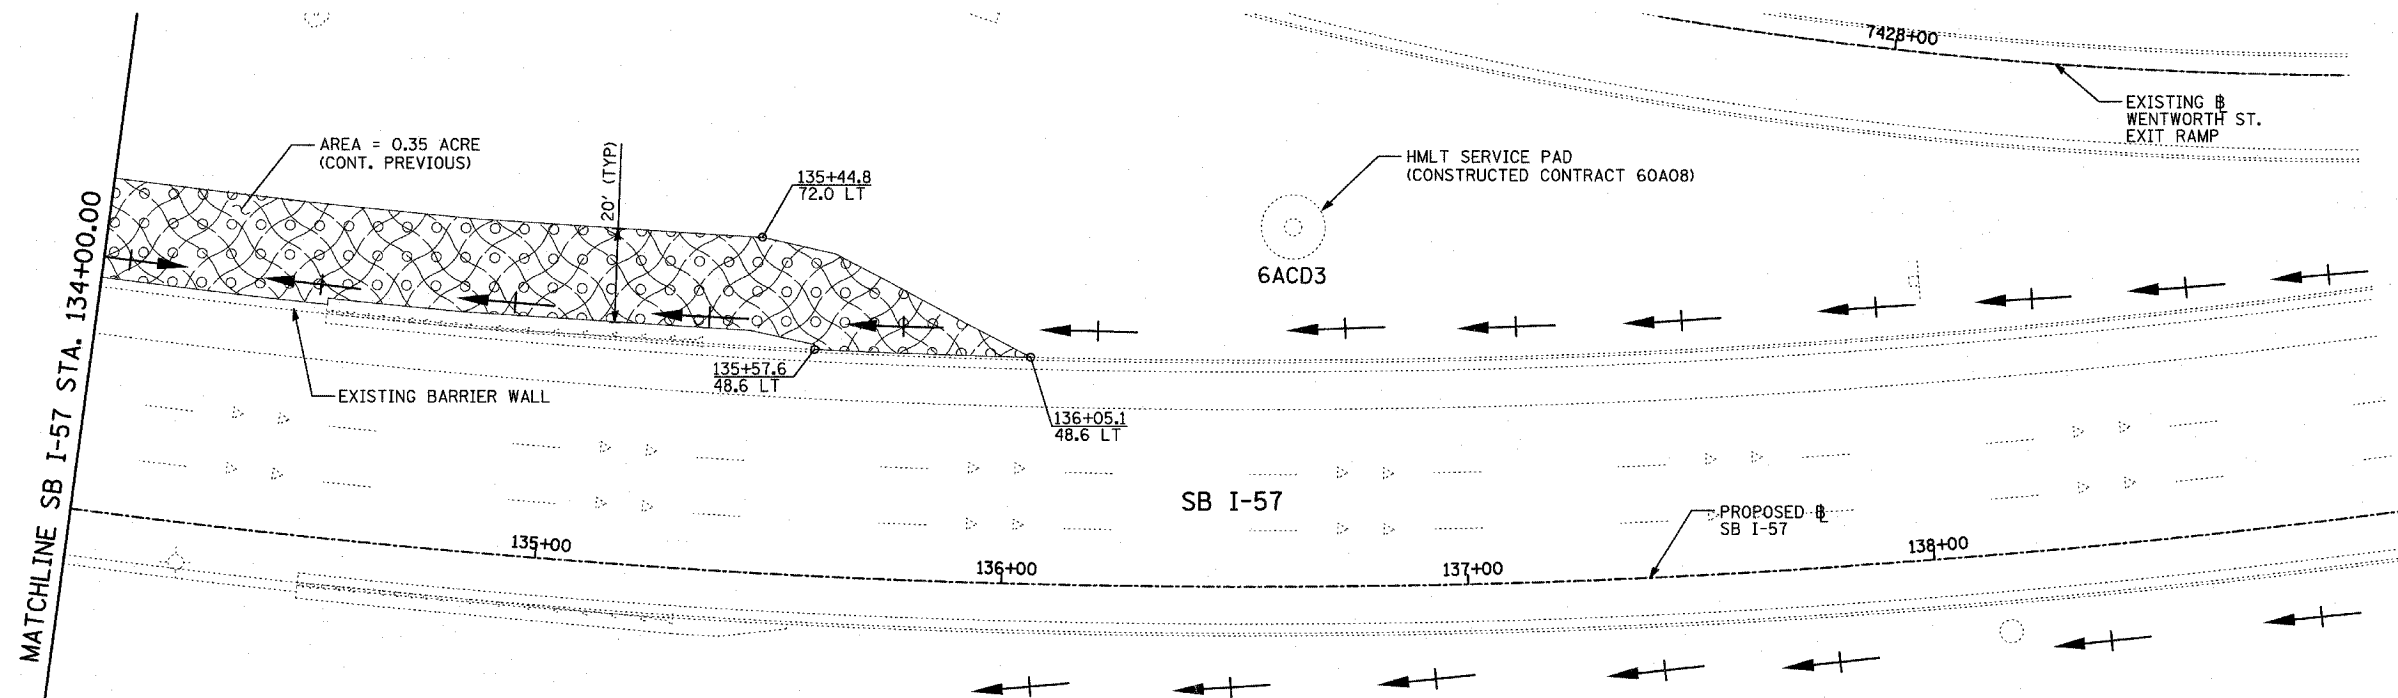 7428+00
EXISTING BL
WENTWORTH ST.
EXIT RAMP
AREA = 0.35 ACRE
(CONT. PREVIOUS)
20' (TYP)
135+44.8
72.0 LT
HMLT SERVICE PAD
(CONSTRUCTED CONTRACT 60A08)
6ACD3
MATCHLINE SB I-57 STA. 134+00.00
135+57.6
48.6 LT
EXISTING BARRIER WALL
136+05.1
48.6 LT
SB I-57
PROPOSED BL
SB I-57
135+00
136+00
137+00
138+00